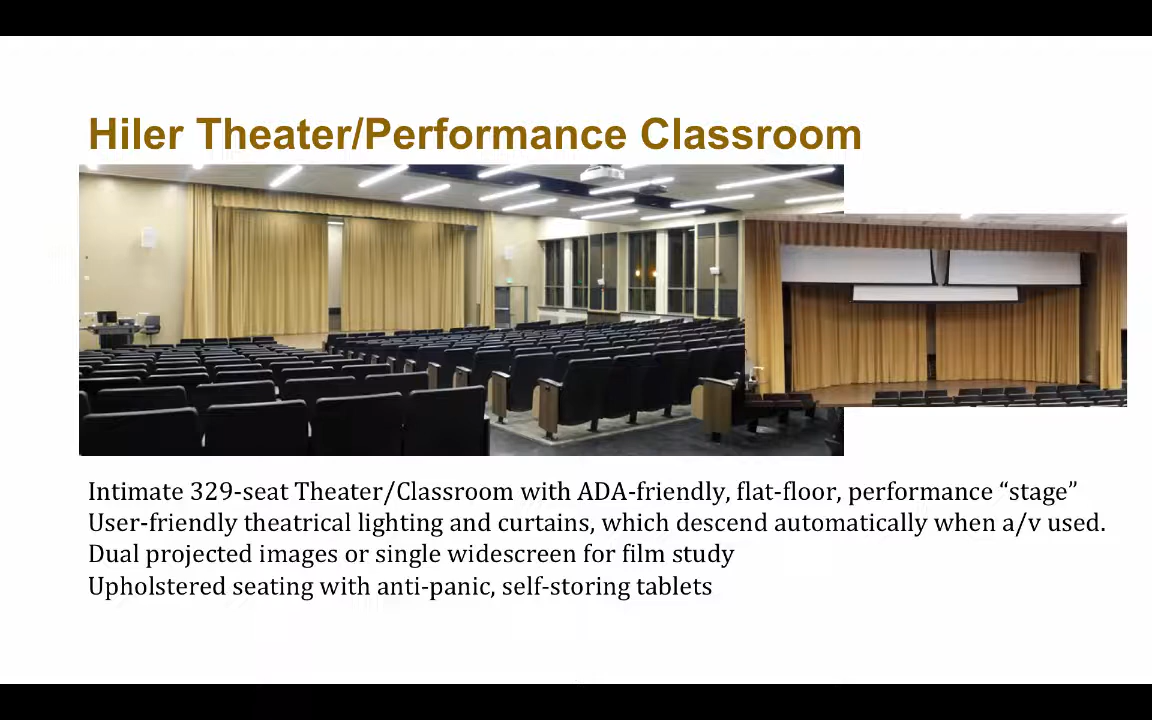 Hiler Theater/Performance Classroom
Intimate 329-seat Theater/Classroom with ADA-friendly, flat-floor, performance “stage”
User-friendly theatrical lighting and curtains, which descend automatically when a/v used.
Dual projected images or single widescreen for film study
Upholstered seating with anti-panic, self-storing tablets